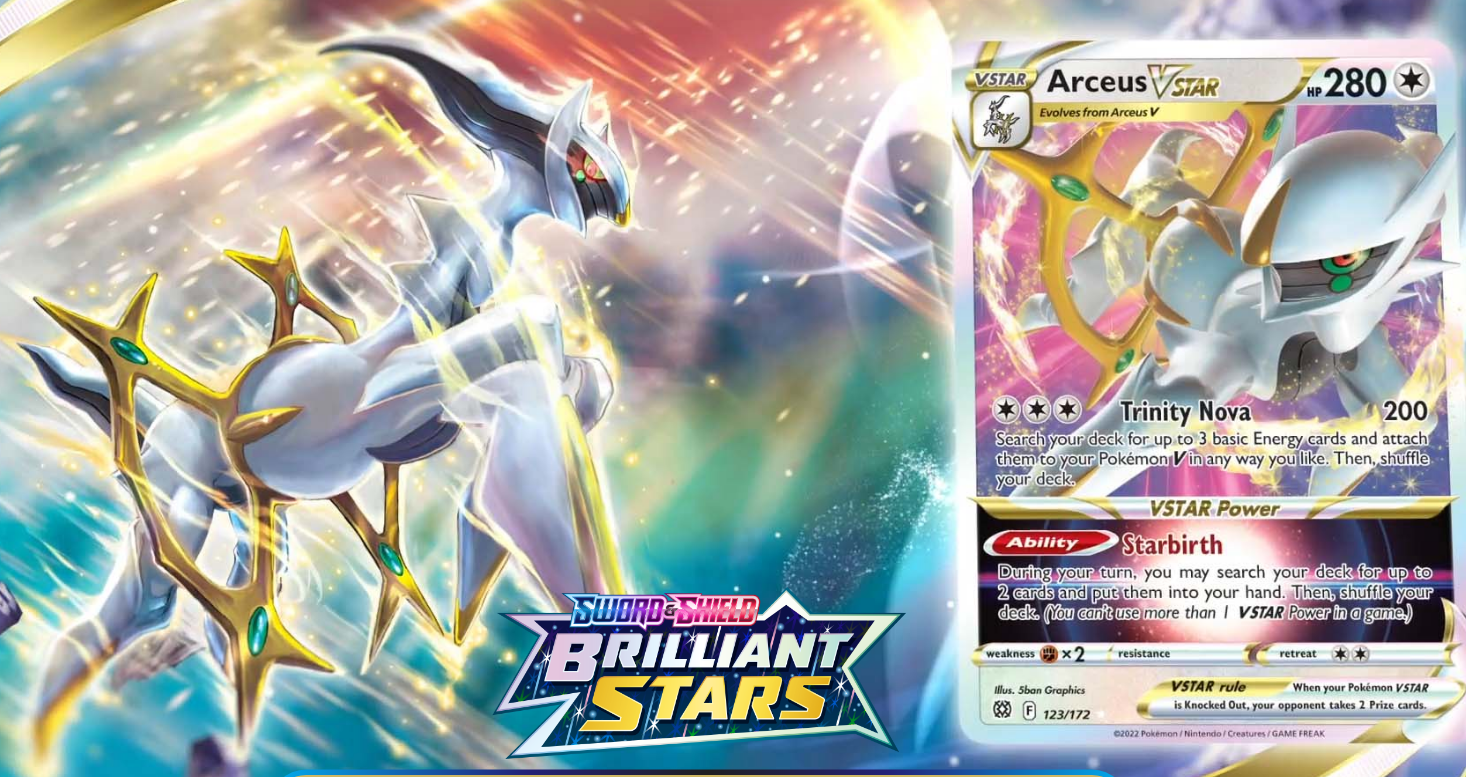 VSTAR Arceus VSTAR HP 280
Evolves from Arceus V
Trinity Nova 200
Search your deck for up to 3 basic Energy cards and attach
them to your Pokémon V in any way you like. Then, shuffle
your deck.
VSTAR Power
Ability Starbirth
During your turn, you may search your deck for up to
2 cards and put them into your hand. Then, shuffle your
deck. (You can't use more than 1 VSTAR Power in a game.)
weakness ×2 resistance retreat
Illus. 5ban Graphics
F 123/172
VSTAR rule When your Pokémon VSTAR
is Knocked Out, your opponent takes 2 Prize cards.
©2022 Pokémon / Nintendo / Creatures / GAME FREAK
SWORD & SHIELD
BRILLIANT
STARS